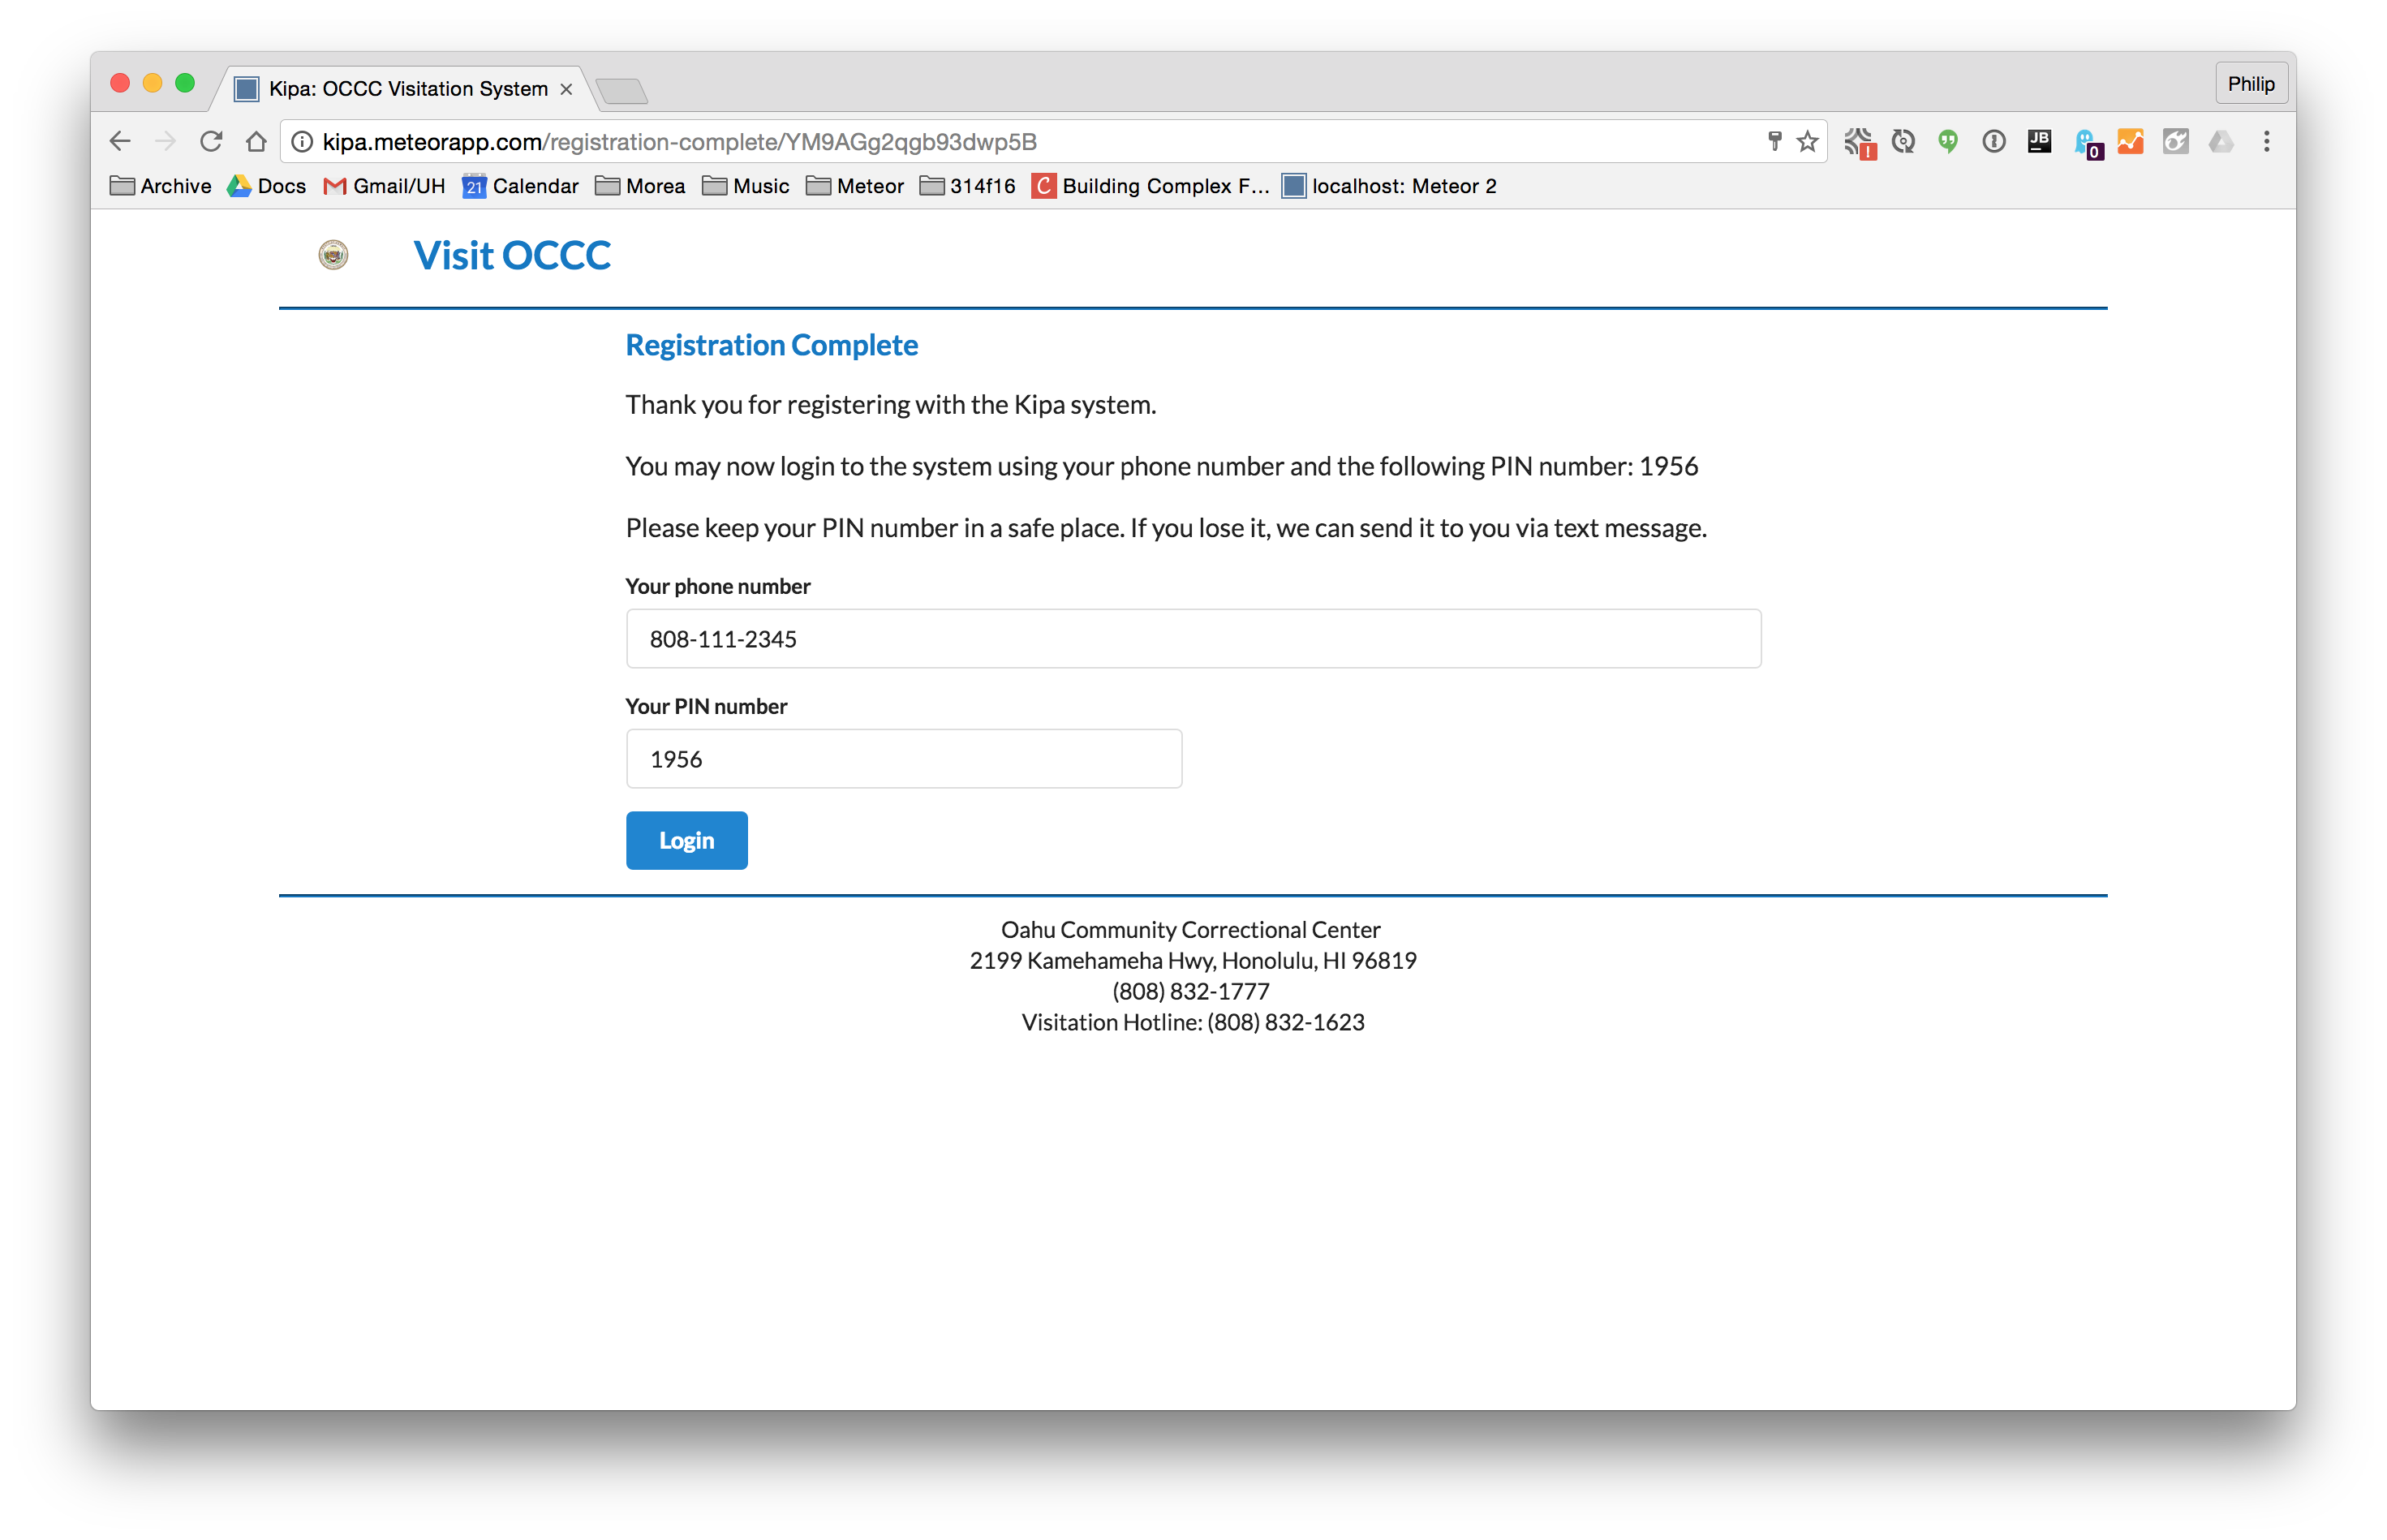 Kipa: OCCC Visitation System
Philip
kipa.meteorapp.com/registration-complete/YM9AGg2qgb93dwp5B
JB
0
Archive Docs Gmail/UH 21 Calendar Morea Music Meteor 314f16 C Building Complex F... localhost: Meteor 2
Visit OCCC
Registration Complete
Thank you for registering with the Kipa system.
You may now login to the system using your phone number and the following PIN number: 1956
Please keep your PIN number in a safe place. If you lose it, we can send it to you via text message.
Your phone number
808-111-2345
Your PIN number
1956
Login
Oahu Community Correctional Center
2199 Kamehameha Hwy, Honolulu, HI 96819
(808) 832-1777
Visitation Hotline: (808) 832-1623